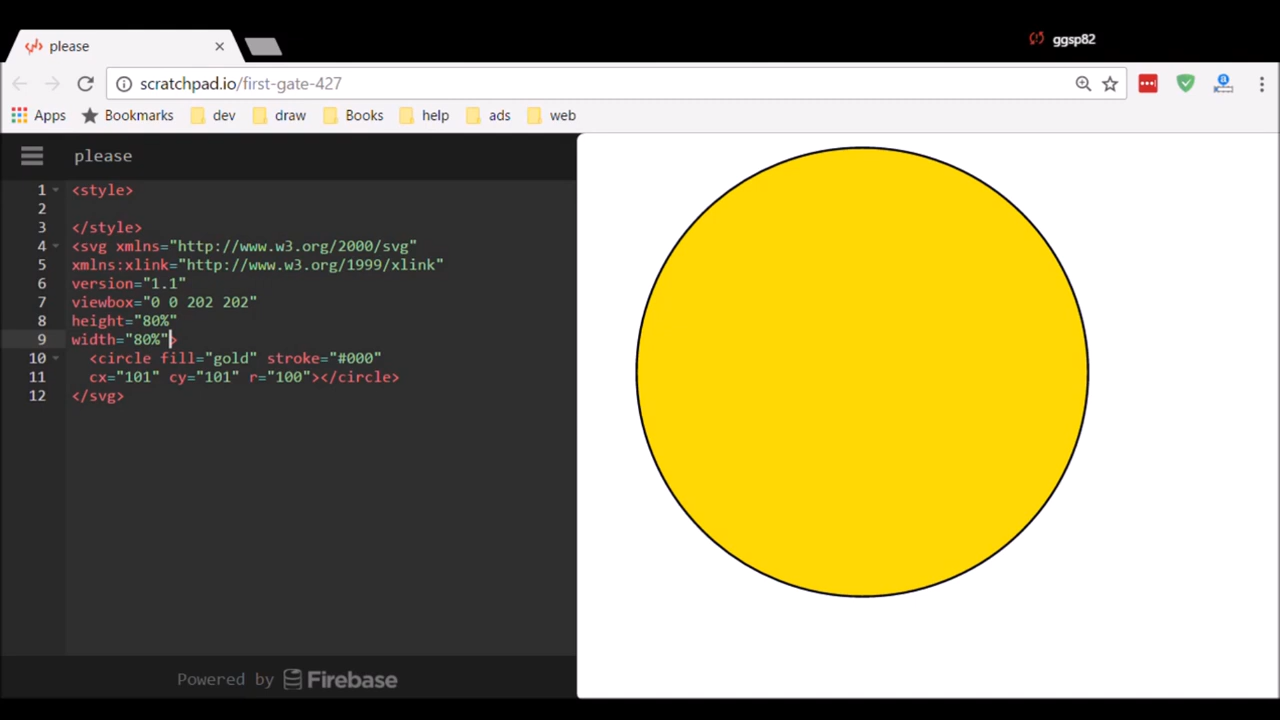 please
ggsp82
scratchpad.io/first-gate-427
Apps Bookmarks dev draw Books help ads web
please
1 <style>
2
3 </style>
4 <svg xmlns="http://www.w3.org/2000/svg"
5 xmlns:xlink="http://www.w3.org/1999/xlink"
6 version="1.1"
7 viewbox="0 0 202 202"
8 height="80%"
9 width="80%">
10 <circle fill="gold" stroke="#000"
11 cx="101" cy="101" r="100"></circle>
12 </svg>
Powered by Firebase